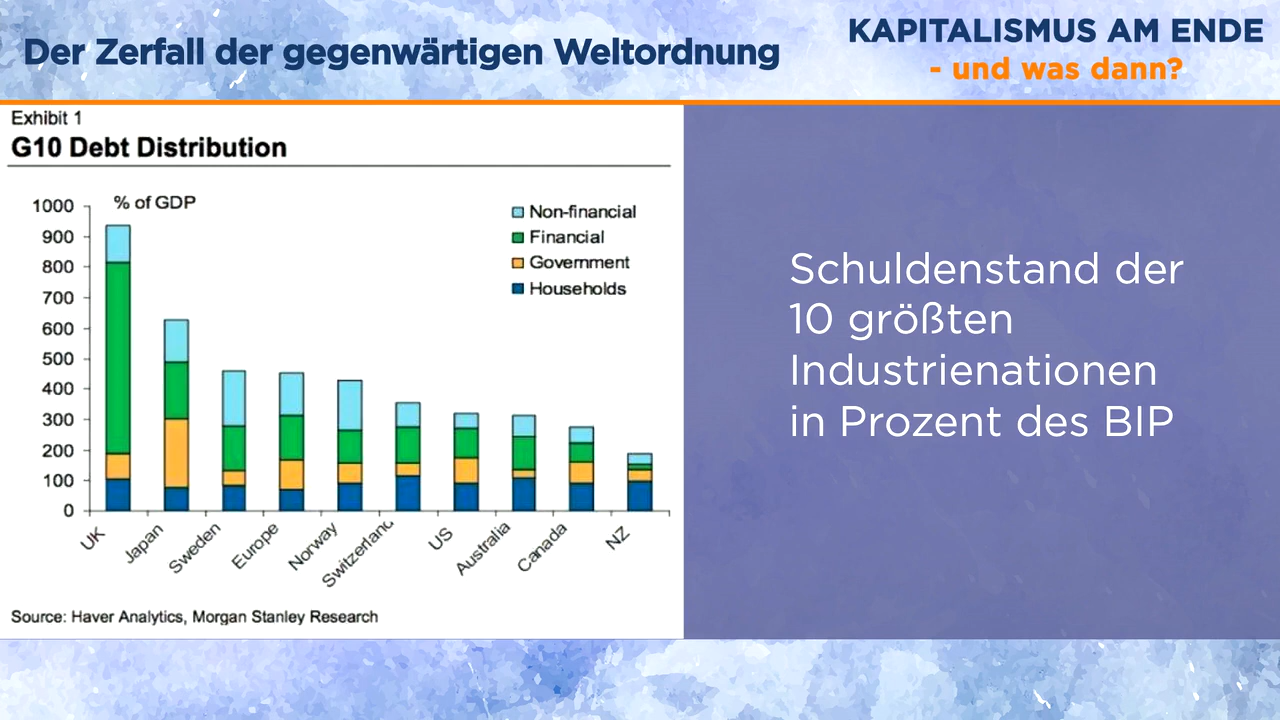 Der Zerfall der gegenwärtigen Weltordnung
KAPITALISMUS AM ENDE
- und was dann?
Exhibit 1
G10 Debt Distribution
% of GDP
1000
900
800
700
600
500
400
300
200
100
0
Non-financial
Financial
Government
Households
UK
Japan
Sweden
Europe
Norway
Switzerland
US
Australia
Canada
NZ
Source: Haver Analytics, Morgan Stanley Research
Schuldenstand der
10 größten
Industrienationen
in Prozent des BIP